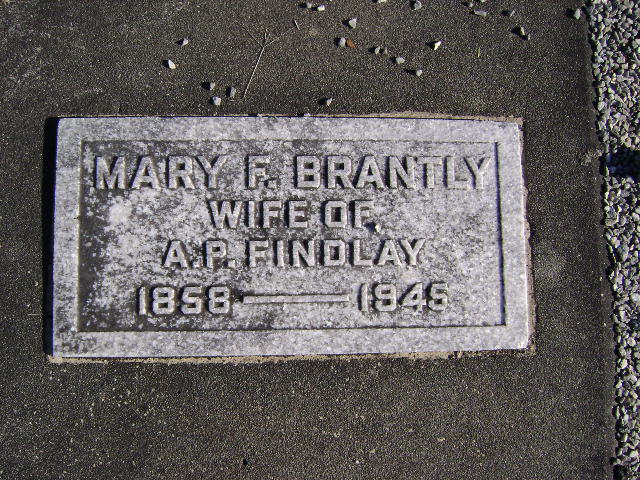 MARY F. BRANTLY
WIFE OF
A.P. FINDLAY
1858 — 1945